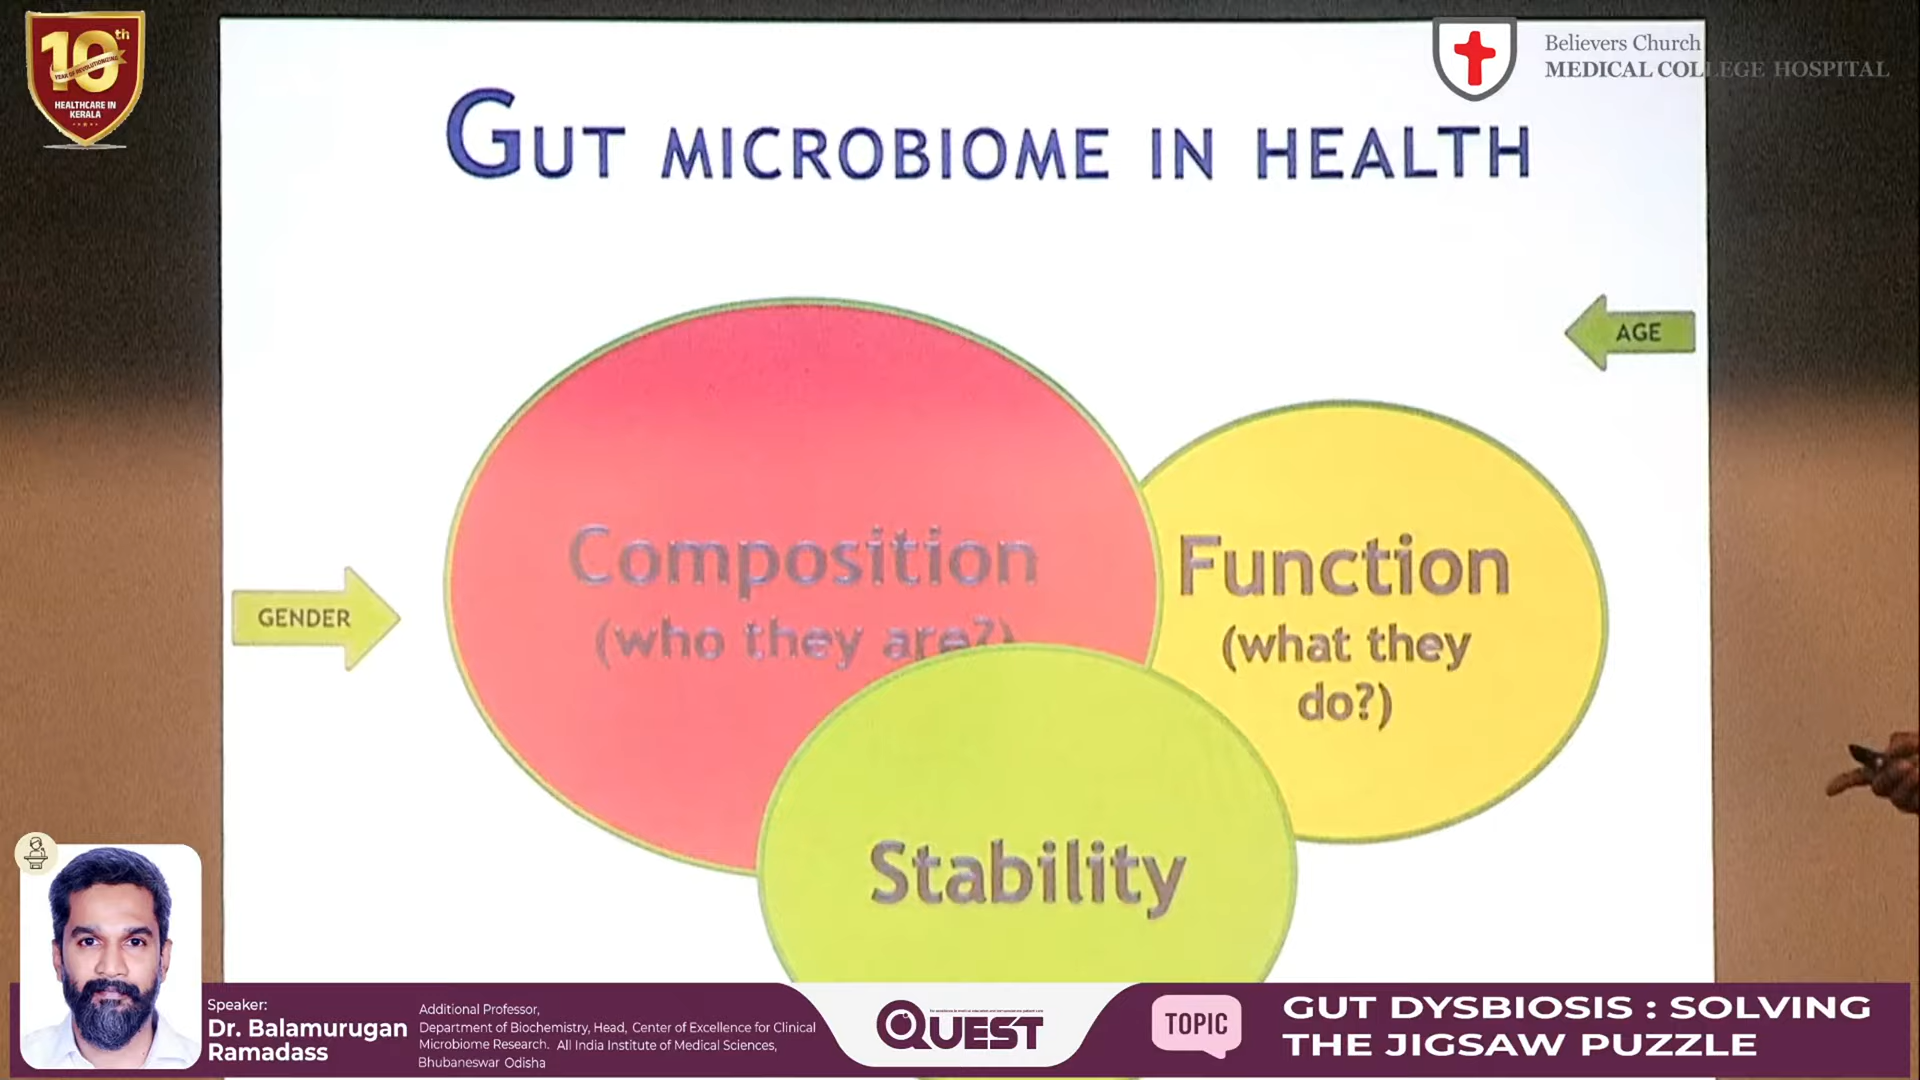 10th
YEAR OF REVOLUTIONIZING
HEALTHCARE IN
KERALA
Believers Church
MEDICAL COLLEGE HOSPITAL
GUT MICROBIOME IN HEALTH
AGE
Composition
(who they are?)
Function
(what they
do?)
GENDER
Stability
Speaker:
Dr. Balamurugan
Ramadass
Additional Professor,
Department of Biochemistry, Head, Center of Excellence for Clinical
Microbiome Research. All India Institute of Medical Sciences,
Bhubaneswar Odisha
QUEST
TOPIC
GUT DYSBIOSIS : SOLVING
THE JIGSAW PUZZLE